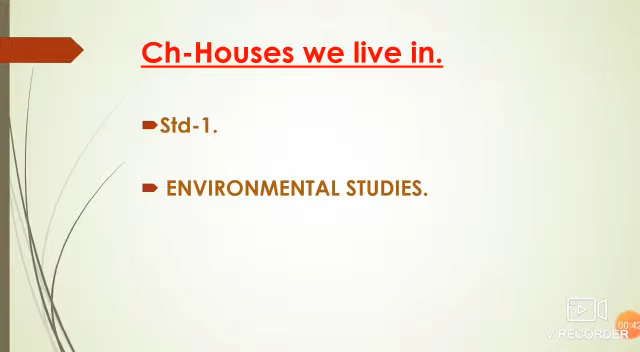 Ch-Houses we live in.
Std-1.
ENVIRONMENTAL STUDIES.
V RECORDER
00:42